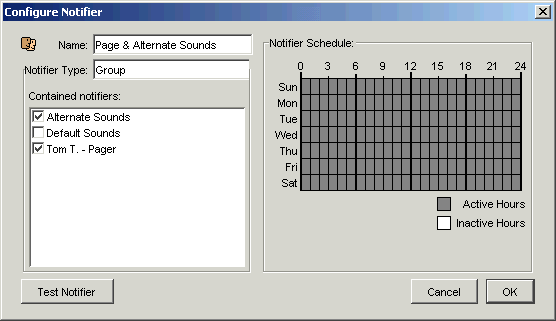 Configure Notifier
Name: Page & Alternate Sounds
Notifier Type: Group
Contained notifiers:
Alternate Sounds
Default Sounds
Tom T. - Pager
Notifier Schedule:
0 3 6 9 12 15 18 21 24
Sun
Mon
Tue
Wed
Thu
Fri
Sat
Active Hours
Inactive Hours
Test Notifier
Cancel
OK